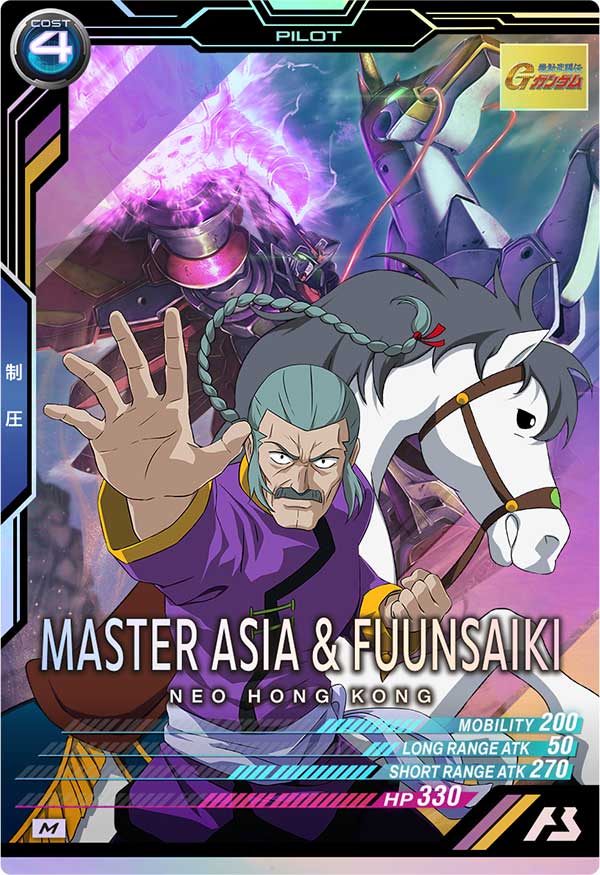 COST
4
PILOT
機動武闘伝
Gガンダム
制圧
MASTER ASIA & FUUNSAIKI
NEO HONG KONG
MOBILITY 200
LONG RANGE ATK 50
SHORT RANGE ATK 270
HP 330
M